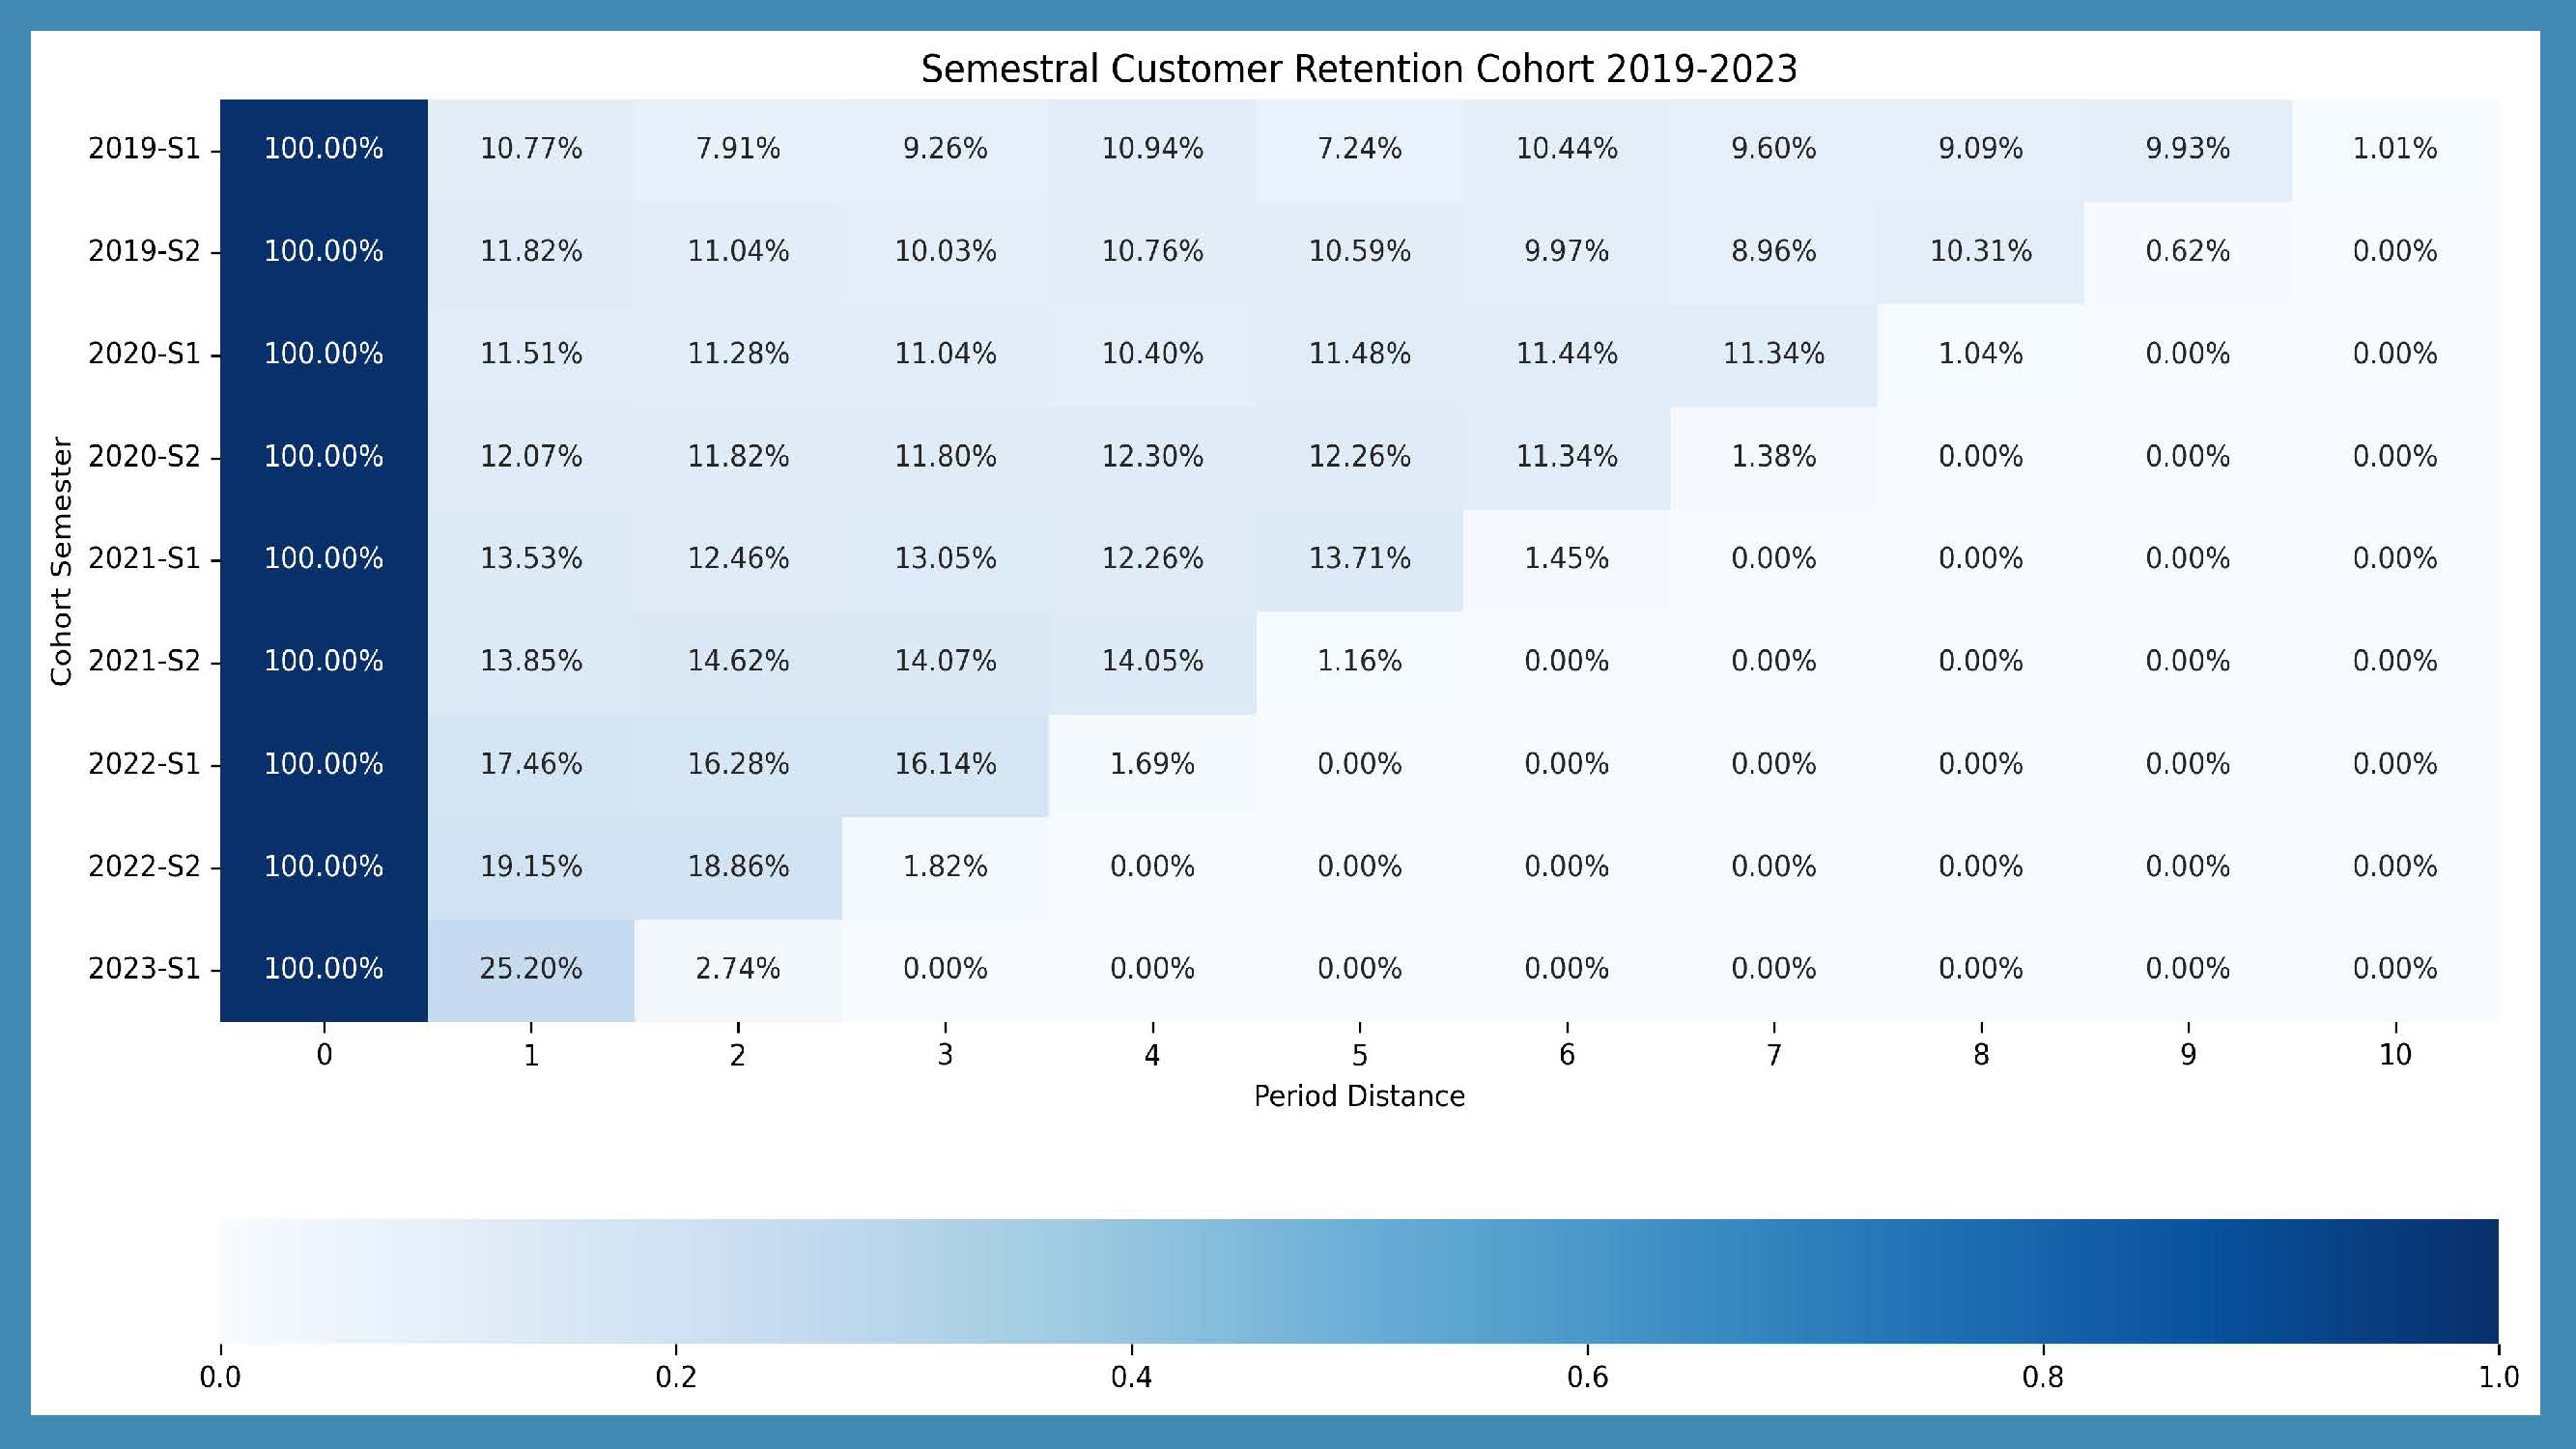 Semestral Customer Retention Cohort 2019-2023
Cohort Semester
2019-S1 100.00% 10.77% 7.91% 9.26% 10.94% 7.24% 10.44% 9.60% 9.09% 9.93% 1.01%
2019-S2 100.00% 11.82% 11.04% 10.03% 10.76% 10.59% 9.97% 8.96% 10.31% 0.62% 0.00%
2020-S1 100.00% 11.51% 11.28% 11.04% 10.40% 11.48% 11.44% 11.34% 1.04% 0.00% 0.00%
2020-S2 100.00% 12.07% 11.82% 11.80% 12.30% 12.26% 11.34% 1.38% 0.00% 0.00% 0.00%
2021-S1 100.00% 13.53% 12.46% 13.05% 12.26% 13.71% 1.45% 0.00% 0.00% 0.00% 0.00%
2021-S2 100.00% 13.85% 14.62% 14.07% 14.05% 1.16% 0.00% 0.00% 0.00% 0.00% 0.00%
2022-S1 100.00% 17.46% 16.28% 16.14% 1.69% 0.00% 0.00% 0.00% 0.00% 0.00% 0.00%
2022-S2 100.00% 19.15% 18.86% 1.82% 0.00% 0.00% 0.00% 0.00% 0.00% 0.00% 0.00%
2023-S1 100.00% 25.20% 2.74% 0.00% 0.00% 0.00% 0.00% 0.00% 0.00% 0.00% 0.00%
0 1 2 3 4 5 6 7 8 9 10
Period Distance
0.0 0.2 0.4 0.6 0.8 1.0